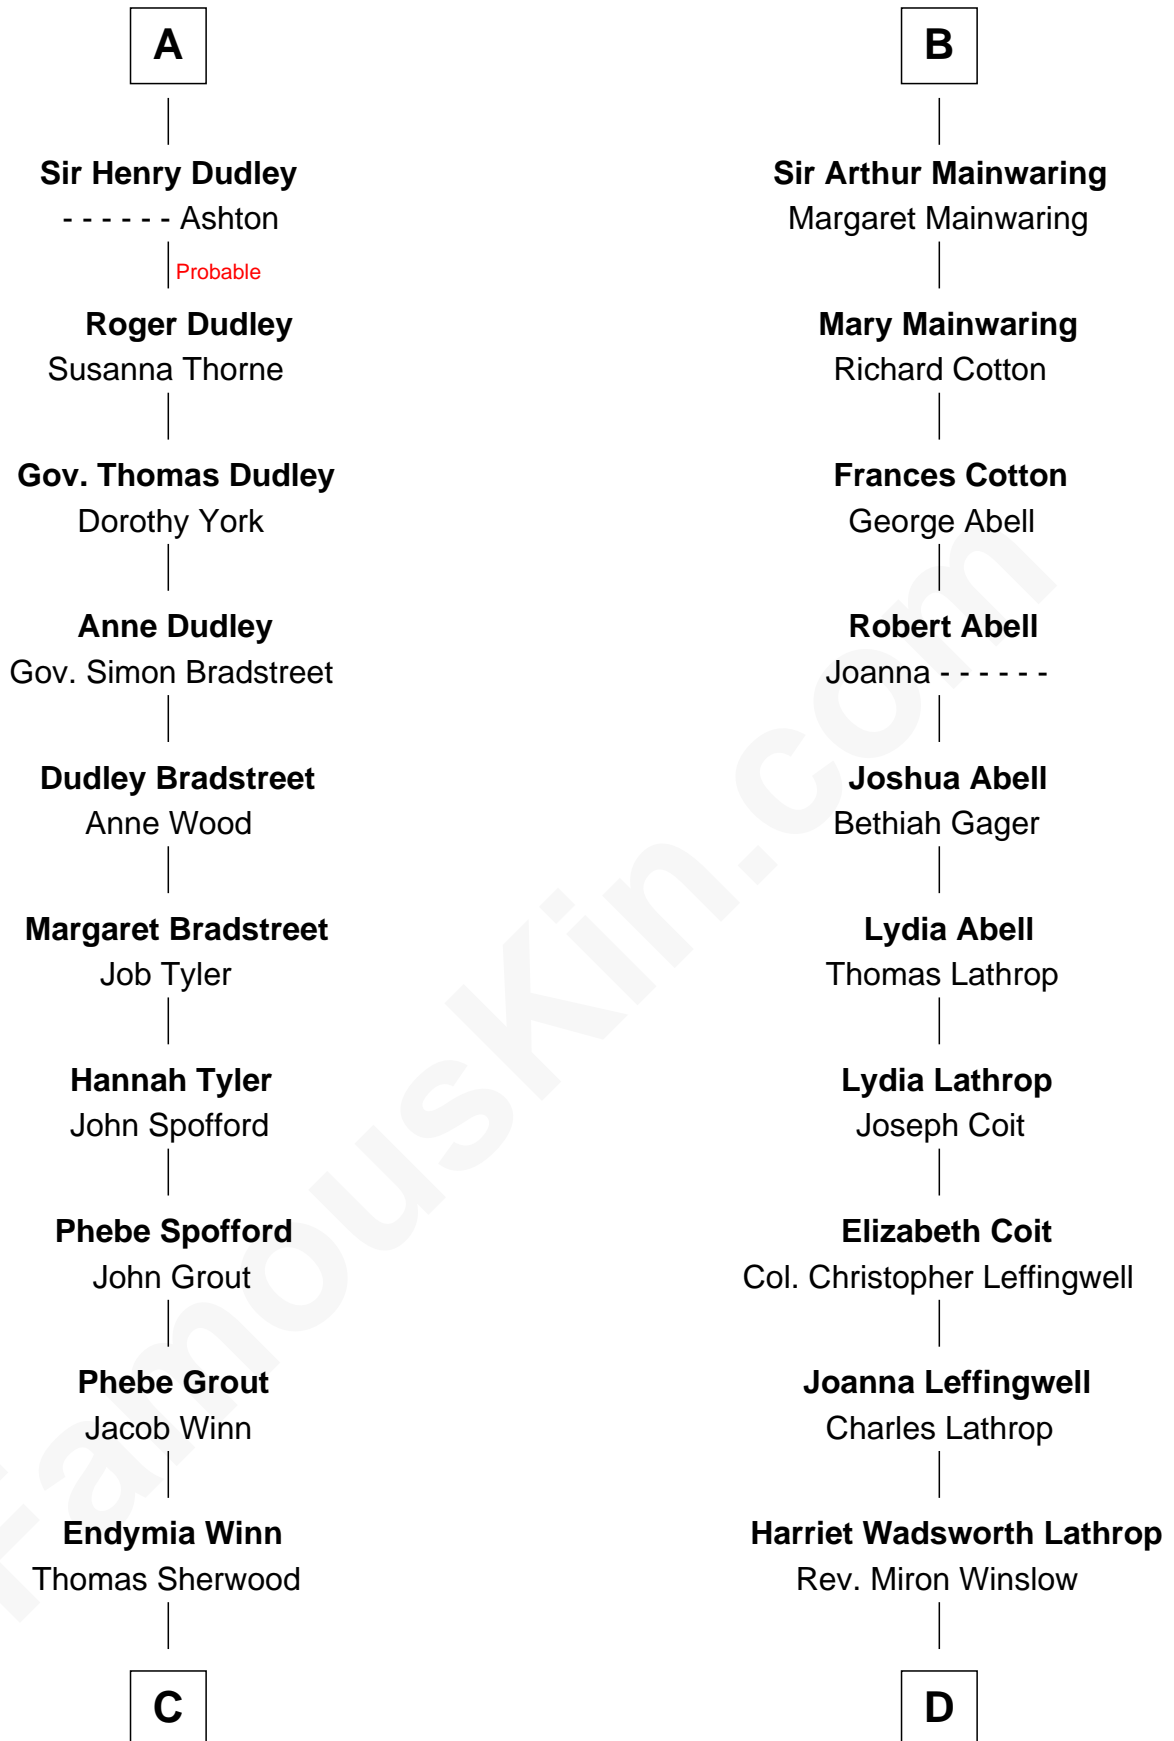 A
Sir Henry Dudley
- - - - - - Ashton
Probable
Roger Dudley
Susanna Thorne
Gov. Thomas Dudley
Dorothy York
Anne Dudley
Gov. Simon Bradstreet
Dudley Bradstreet
Anne Wood
Margaret Bradstreet
Job Tyler
Hannah Tyler
John Spofford
Phebe Spofford
John Grout
Phebe Grout
Jacob Winn
Endymia Winn
Thomas Sherwood
C
B
Sir Arthur Mainwaring
Margaret Mainwaring
Mary Mainwaring
Richard Cotton
Frances Cotton
George Abell
Robert Abell
Joanna - - - - - -
Joshua Abell
Bethiah Gager
Lydia Abell
Thomas Lathrop
Lydia Lathrop
Joseph Coit
Elizabeth Coit
Col. Christopher Leffingwell
Joanna Leffingwell
Charles Lathrop
Harriet Wadsworth Lathrop
Rev. Miron Winslow
D
FamousKin.com